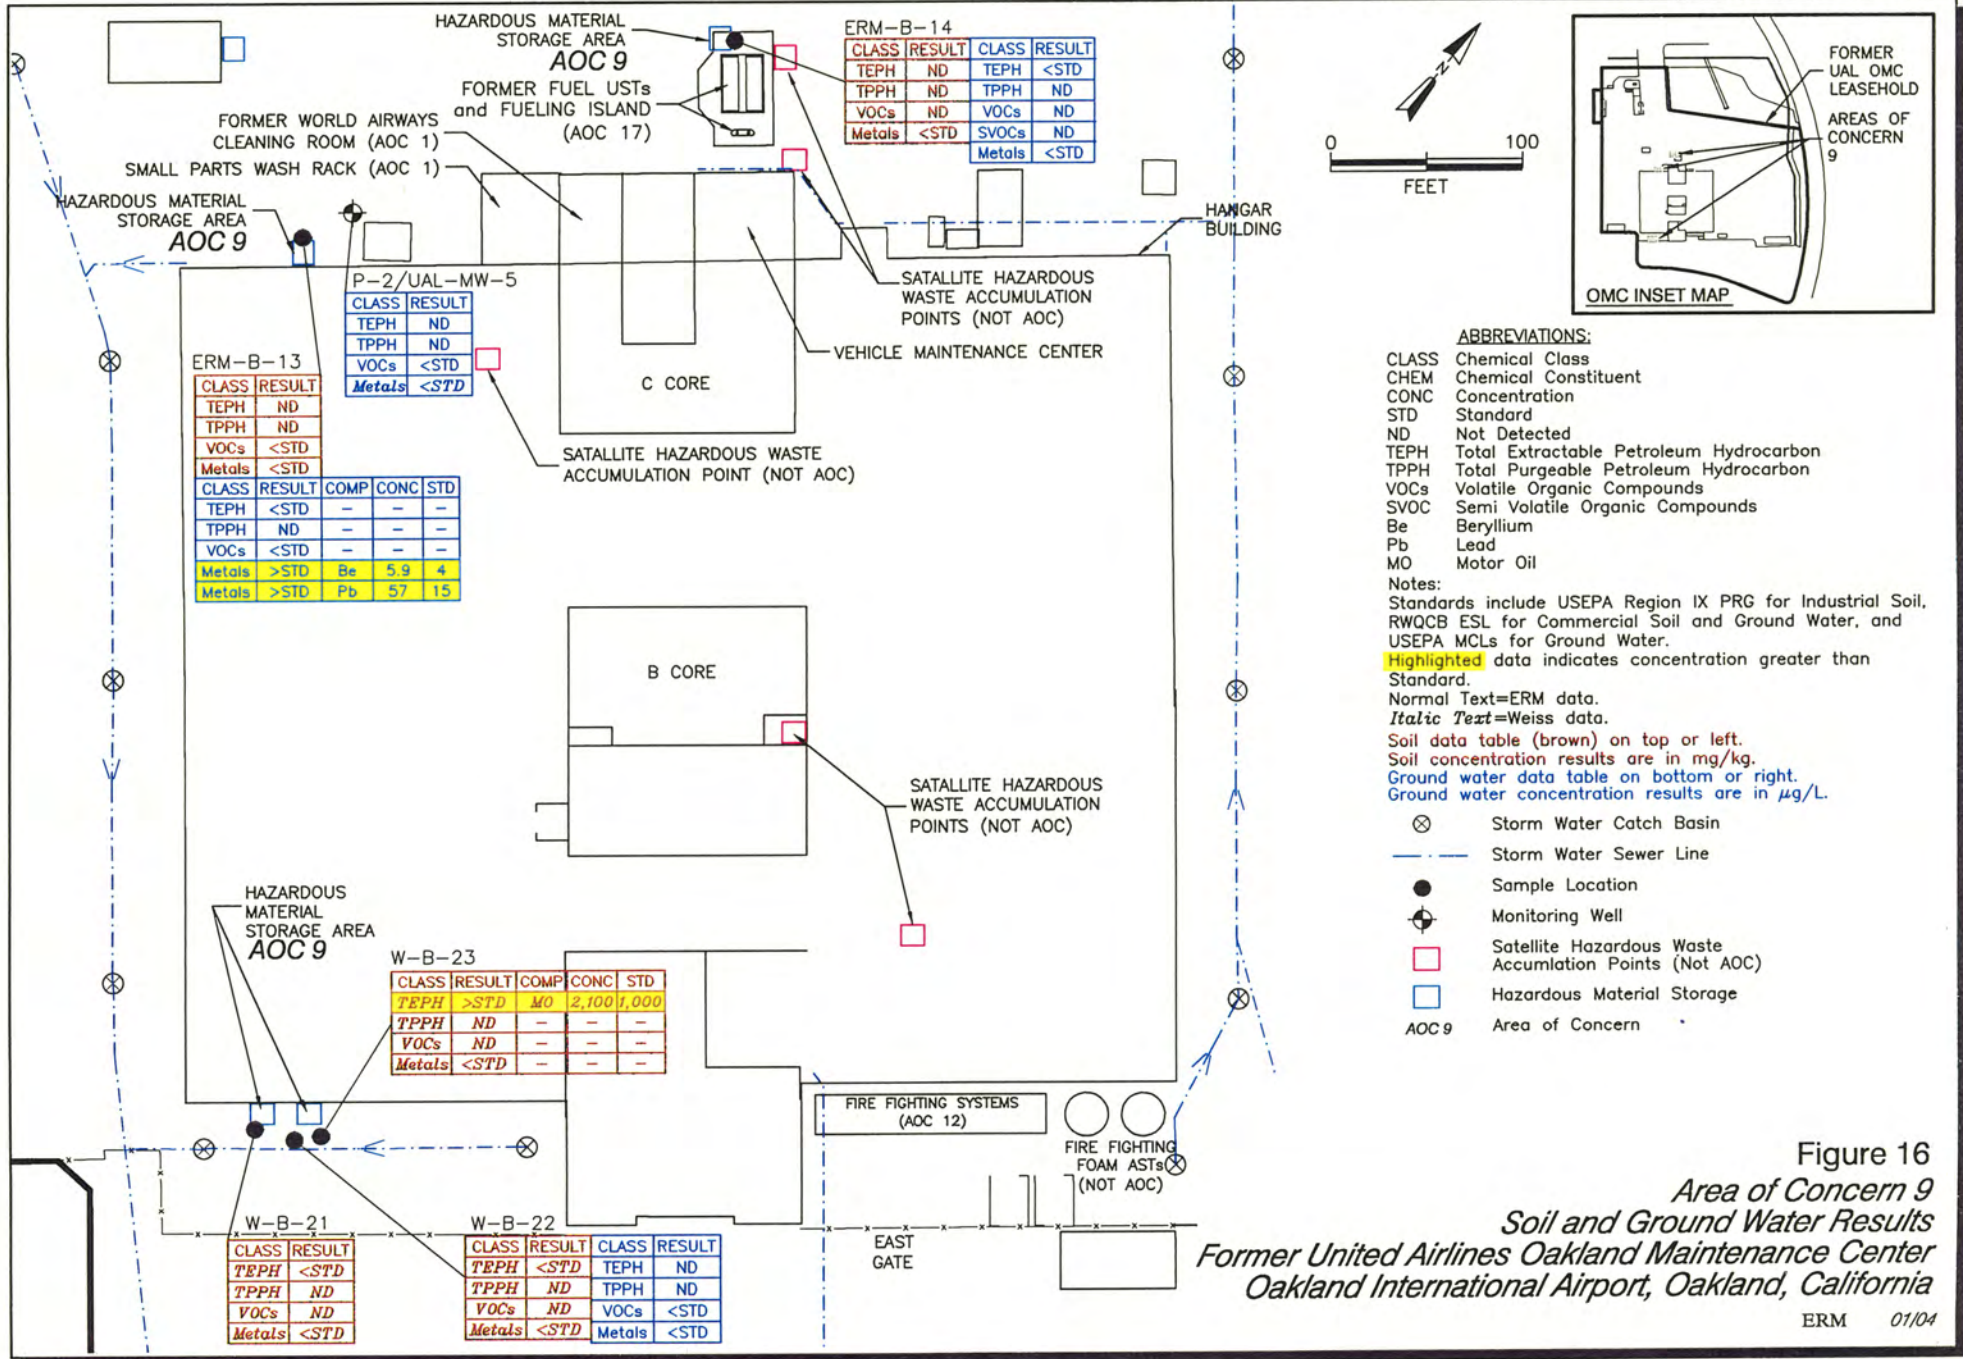 HAZARDOUS MATERIAL
STORAGE AREA
AOC 9
FORMER FUEL USTs
and FUELING ISLAND
(AOC 17)
FORMER WORLD AIRWAYS
CLEANING ROOM (AOC 1)
SMALL PARTS WASH RACK (AOC 1)
HAZARDOUS MATERIAL
STORAGE AREA
AOC 9
ERM-B-14
CLASS RESULT CLASS RESULT
TEPH ND TEPH <STD
TPPH ND TPPH ND
VOCs ND VOCs ND
Metals <STD SVOCs ND
Metals <STD
N
0 100
FEET
FORMER
UAL OMC
LEASEHOLD
AREAS OF
CONCERN
9
OMC INSET MAP
HANGAR
BUILDING
SATALLITE HAZARDOUS
WASTE ACCUMULATION
POINTS (NOT AOC)
VEHICLE MAINTENANCE CENTER
C CORE
P-2/UAL-MW-5
CLASS RESULT
TEPH ND
TPPH ND
VOCs <STD
Metals <STD
SATALLITE HAZARDOUS WASTE
ACCUMULATION POINT (NOT AOC)
ERM-B-13
CLASS RESULT
TEPH ND
TPPH ND
VOCs <STD
Metals <STD
CLASS RESULT COMP CONC STD
TEPH <STD - - -
TPPH ND - - -
VOCs <STD - - -
Metals >STD Be 5.9 4
Metals >STD Pb 57 15
B CORE
SATALLITE HAZARDOUS
WASTE ACCUMULATION
POINTS (NOT AOC)
HAZARDOUS
MATERIAL
STORAGE AREA
AOC 9
W-B-23
CLASS RESULT COMP CONC STD
TEPH >STD MO 2,100 1,000
TPPH ND - - -
VOCs ND - - -
Metals <STD - - -
FIRE FIGHTING SYSTEMS
(AOC 12)
FIRE FIGHTING
FOAM ASTs
(NOT AOC)
EAST
GATE
W-B-21
CLASS RESULT
TEPH <STD
TPPH ND
VOCs ND
Metals <STD
W-B-22
CLASS RESULT CLASS RESULT
TEPH <STD TEPH ND
TPPH ND TPPH ND
VOCs ND VOCs <STD
Metals <STD Metals <STD
ABBREVIATIONS:
CLASS Chemical Class
CHEM Chemical Constituent
CONC Concentration
STD Standard
ND Not Detected
TEPH Total Extractable Petroleum Hydrocarbon
TPPH Total Purgeable Petroleum Hydrocarbon
VOCs Volatile Organic Compounds
SVOC Semi Volatile Organic Compounds
Be Beryllium
Pb Lead
MO Motor Oil
Notes:
Standards include USEPA Region IX PRG for Industrial Soil,
RWQCB ESL for Commercial Soil and Ground Water, and
USEPA MCLs for Ground Water.
Highlighted data indicates concentration greater than
Standard.
Normal Text=ERM data.
Italic Text=Weiss data.
Soil data table (brown) on top or left.
Soil concentration results are in mg/kg.
Ground water data table on bottom or right.
Ground water concentration results are in µg/L.
Storm Water Catch Basin
Storm Water Sewer Line
Sample Location
Monitoring Well
Satellite Hazardous Waste
Accumlation Points (Not AOC)
Hazardous Material Storage
AOC 9 Area of Concern
Figure 16
Area of Concern 9
Soil and Ground Water Results
Former United Airlines Oakland Maintenance Center
Oakland International Airport, Oakland, California
ERM 01/04